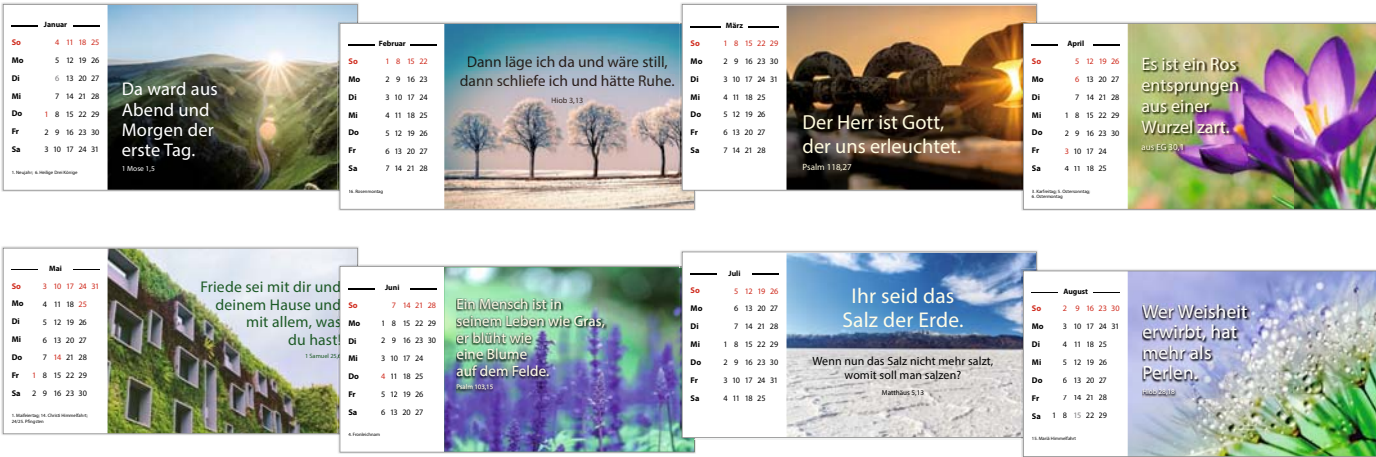 Januar
So 4 11 18 25
Mo 5 12 19 26
Di 6 13 20 27
Mi 7 14 21 28
Do 1 8 15 22 29
Fr 2 9 16 23 30
Sa 3 10 17 24 31
1. Neujahr; 6. Heilige Drei Könige
Da ward aus
Abend und
Morgen der
erste Tag.
1 Mose 1,5
Februar
So 1 8 15 22
Mo 2 9 16 23
Di 3 10 17 24
Mi 4 11 18 25
Do 5 12 19 26
Fr 6 13 20 27
Sa 7 14 21 28
16. Rosenmontag
Dann läge ich da und wäre still,
dann schliefe ich und hätte Ruhe.
Hiob 3,13
März
So 1 8 15 22 29
Mo 2 9 16 23 30
Di 3 10 17 24 31
Mi 4 11 18 25
Do 5 12 19 26
Fr 6 13 20 27
Sa 7 14 21 28
Der Herr ist Gott,
der uns erleuchtet.
Psalm 118,27
April
So 5 12 19 26
Mo 6 13 20 27
Di 7 14 21 28
Mi 1 8 15 22 29
Do 2 9 16 23 30
Fr 3 10 17 24
Sa 4 11 18 25
3. Karfreitag; 5. Ostersonntag;
6. Ostermontag
Es ist ein Ros
entsprungen
aus einer
Wurzel zart.
aus EG 30,1
Mai
So 3 10 17 24 31
Mo 4 11 18 25
Di 5 12 19 26
Mi 6 13 20 27
Do 7 14 21 28
Fr 1 8 15 22 29
Sa 2 9 16 23 30
1. Maifeiertag; 14. Christi Himmelfahrt;
24/25. Pfingsten
Friede sei mit dir und
deinem Hause und
mit allem, was
du hast!
1 Samuel 25,6
Juni
So 7 14 21 28
Mo 1 8 15 22 29
Di 2 9 16 23 30
Mi 3 10 17 24
Do 4 11 18 25
Fr 5 12 19 26
Sa 6 13 20 27
4. Fronleichnam
Ein Mensch ist in
seinem Leben wie Gras,
er blüht wie
eine Blume
auf dem Felde.
Psalm 103,15
Juli
So 5 12 19 26
Mo 6 13 20 27
Di 7 14 21 28
Mi 1 8 15 22 29
Do 2 9 16 23 30
Fr 3 10 17 24 31
Sa 4 11 18 25
Ihr seid das
Salz der Erde.
Wenn nun das Salz nicht mehr salzt,
womit soll man salzen?
Matthäus 5,13
August
So 2 9 16 23 30
Mo 3 10 17 24 31
Di 4 11 18 25
Mi 5 12 19 26
Do 6 13 20 27
Fr 7 14 21 28
Sa 1 8 15 22 29
15. Mariä Himmelfahrt
Wer Weisheit
erwirbt, hat
mehr als
Perlen.
Hiob 28,18